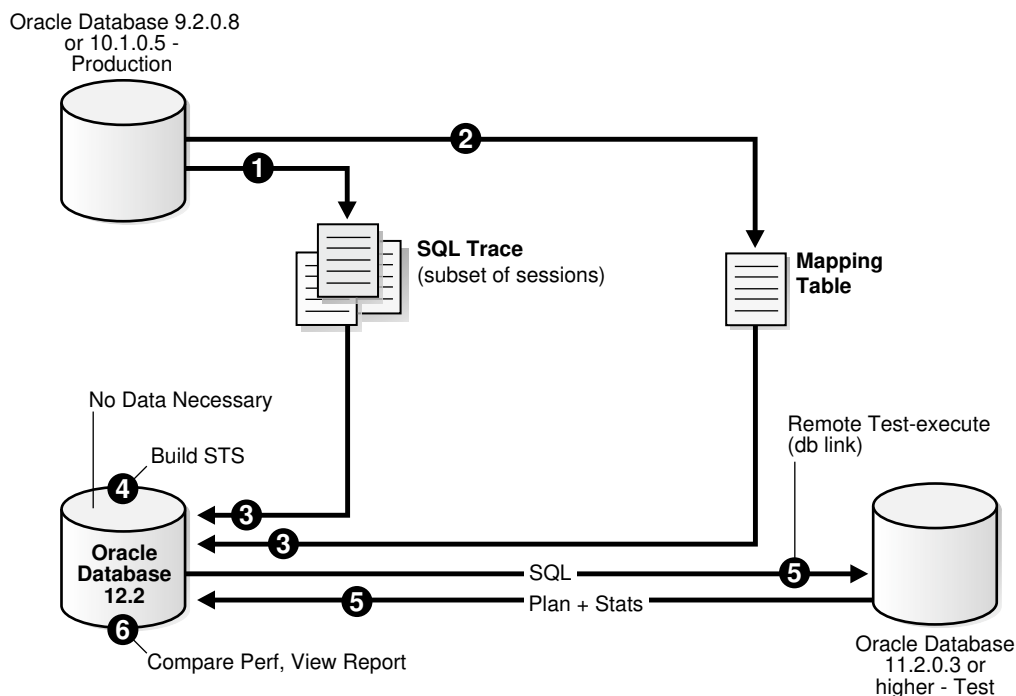 Oracle Database 9.2.0.8
or 10.1.0.5 -
Production
2
1
SQL Trace
(subset of sessions)
Mapping
Table
No Data Necessary
Build STS
4
Remote Test-execute
(db link)
3
3
Oracle
Database
12.2
SQL
5
5
Plan + Stats
6
Compare Perf, View Report
Oracle Database
11.2.0.3 or
higher - Test